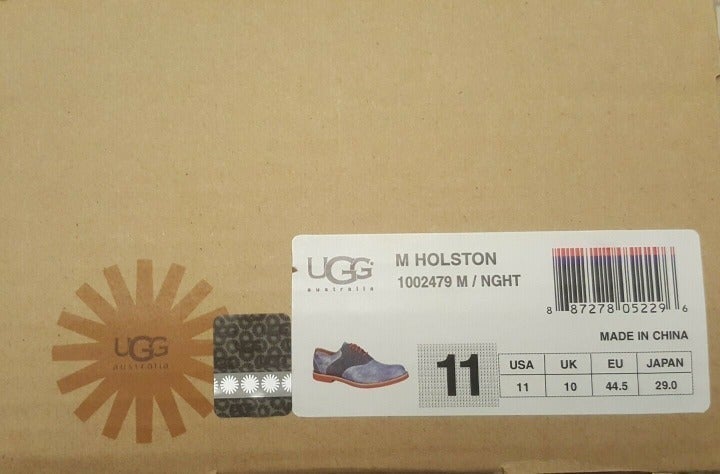 UGG
australia
UGG
australia
M HOLSTON
1002479 M / NGHT
8 87278 05229 6
MADE IN CHINA
11
USA UK EU JAPAN
11 10 44.5 29.0